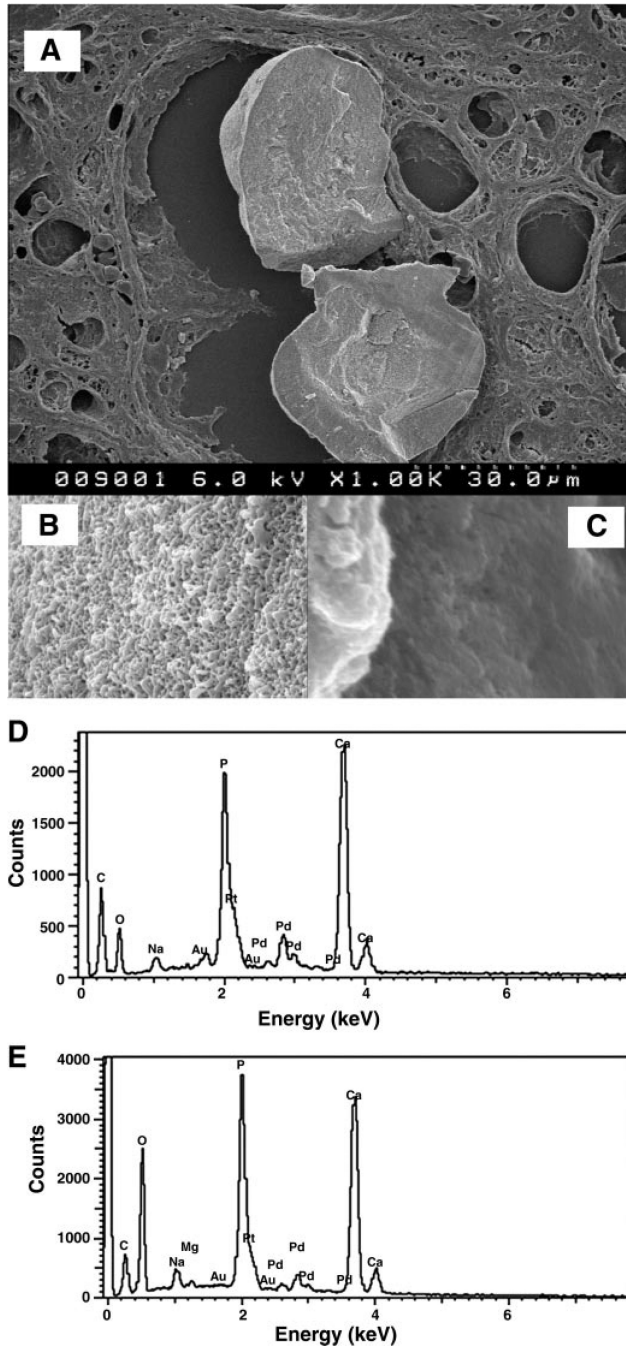 A
009001 6.0 kV X1.00K 30.0µm
B
C
D
Counts
2000
1500
1000
500
0
C
O
Na
Au
P
Pt
Pd
Au
Pd
Pd
Pd
Ca
Ca
0 2 4 6
Energy (keV)
E
Counts
4000
3000
2000
1000
0
C
O
Na
Mg
Au
P
Pt
Au
Pd
Pd
Pd
Pd
Ca
Ca
0 2 4 6
Energy (keV)